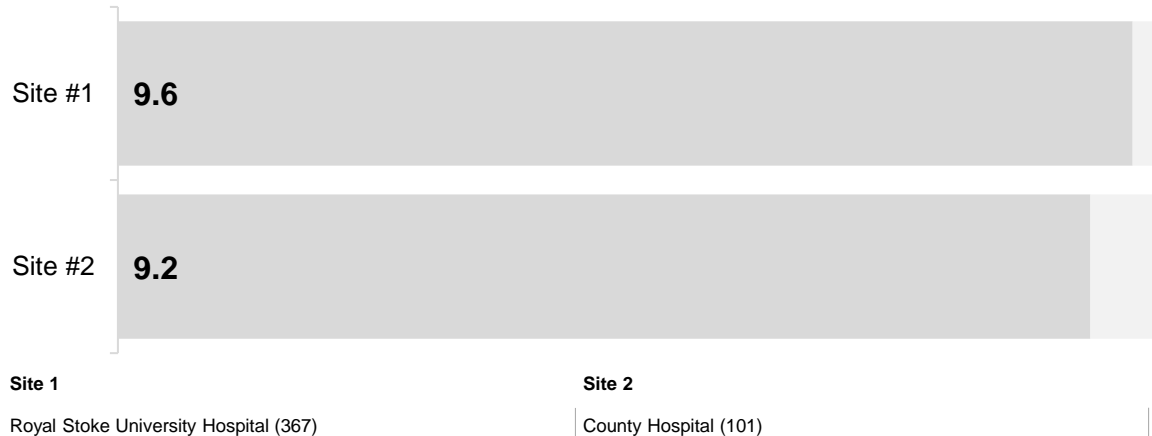 Site #1 9.6
Site #2 9.2
Site 1 Site 2
Royal Stoke University Hospital (367) County Hospital (101)